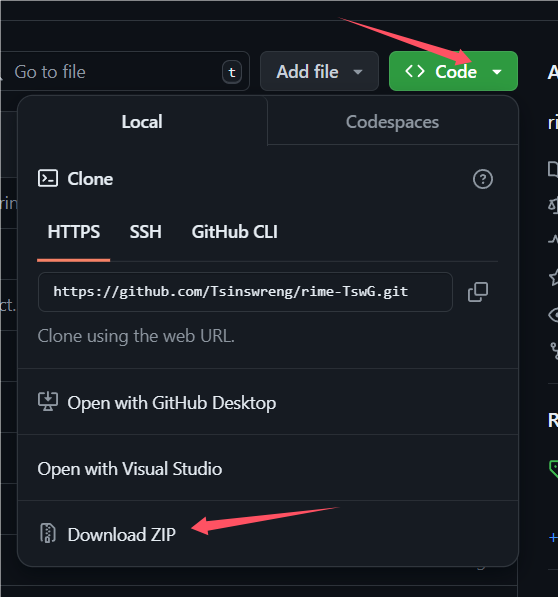 Go to file
t
Add file
Code
Local
Codespaces
Clone
HTTPS
SSH
GitHub CLI
https://github.com/Tsinswreng/rime-TswG.git
Clone using the web URL.
Open with GitHub Desktop
Open with Visual Studio
Download ZIP